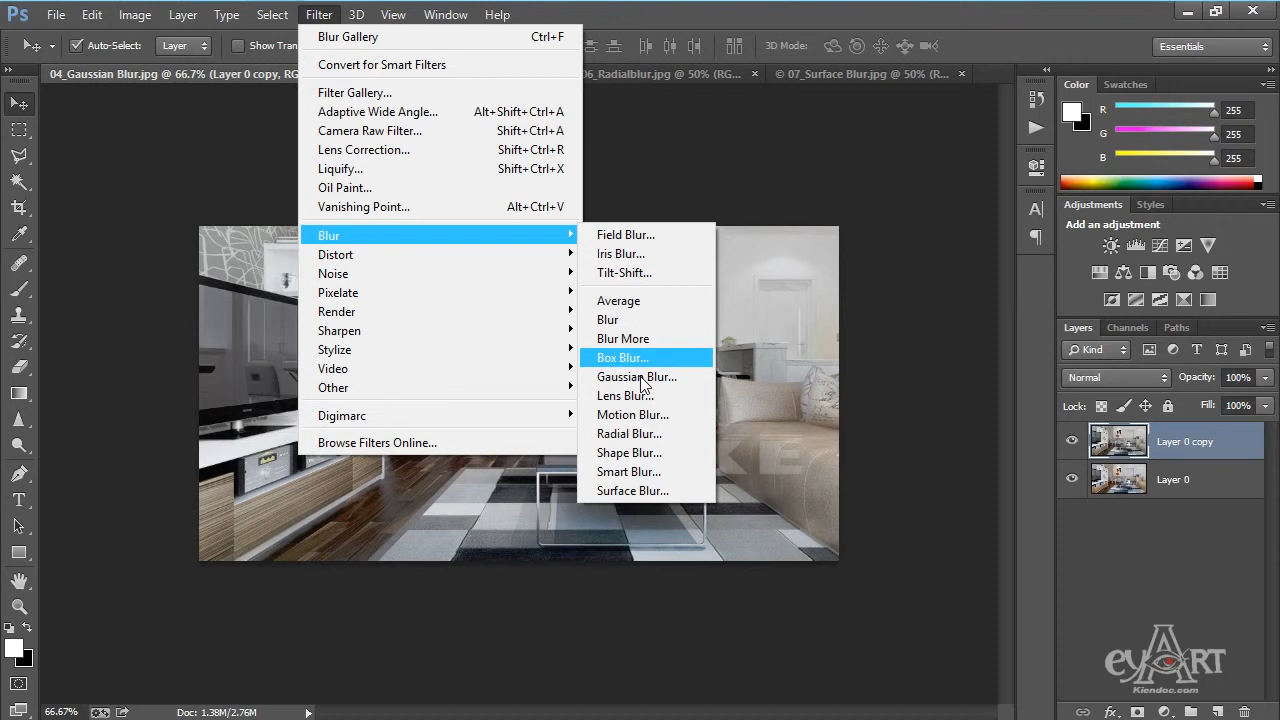 Ps File Edit Image Layer Type Select Filter 3D View Window Help
Auto-Select: Layer Show Tran 3D Mode: Essentials
04_Gaussian Blur.jpg @ 66.7% (Layer 0 copy, RG 06_Radialblur.jpg @ 50% (RG... × © 07_Surface Blur.jpg @ 50% (R... ×
Blur Gallery Ctrl+F
Convert for Smart Filters
Filter Gallery...
Adaptive Wide Angle... Alt+Shift+Ctrl+A
Camera Raw Filter... Shift+Ctrl+A
Lens Correction... Shift+Ctrl+R
Liquify... Shift+Ctrl+X
Oil Paint...
Vanishing Point... Alt+Ctrl+V
Blur
Distort
Noise
Pixelate
Render
Sharpen
Stylize
Video
Other
Digimarc
Browse Filters Online...
Field Blur...
Iris Blur...
Tilt-Shift...
Average
Blur
Blur More
Box Blur...
Gaussian Blur...
Lens Blur...
Motion Blur...
Radial Blur...
Shape Blur...
Smart Blur...
Surface Blur...
Color Swatches
R 255
G 255
B 255
Adjustments Styles
Add an adjustment
Layers Channels Paths
Kind
Normal Opacity: 100%
Lock: Fill: 100%
Layer 0 copy
Layer 0
eyART
Kiendoc.com
66.67% Doc: 1.38M/2.76M